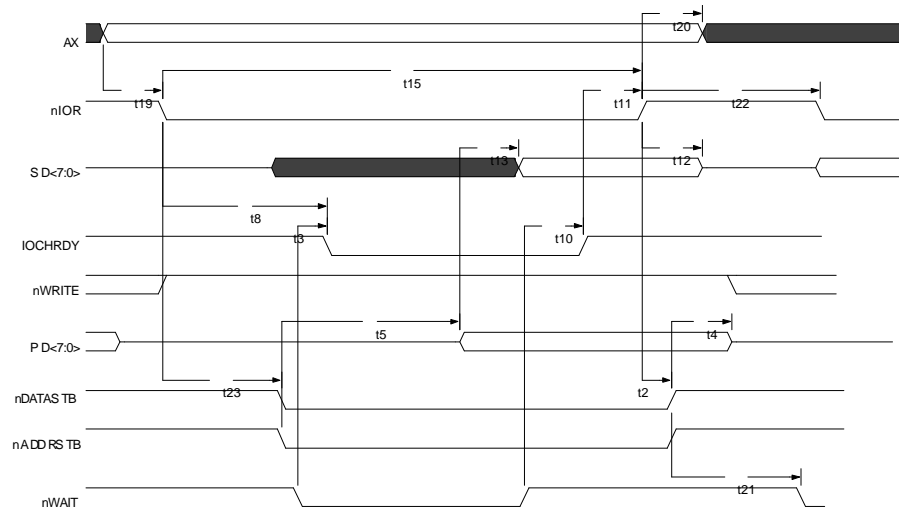 t20
AX
t15
t19 t11 t22
nIOR
t13 t12
SD<7:0>
t8
t3 t10
IOCHRDY
nWRITE
t5 t4
PD<7:0>
t23 t2
nDATASTB
nADDRSTB
t21
nWAIT